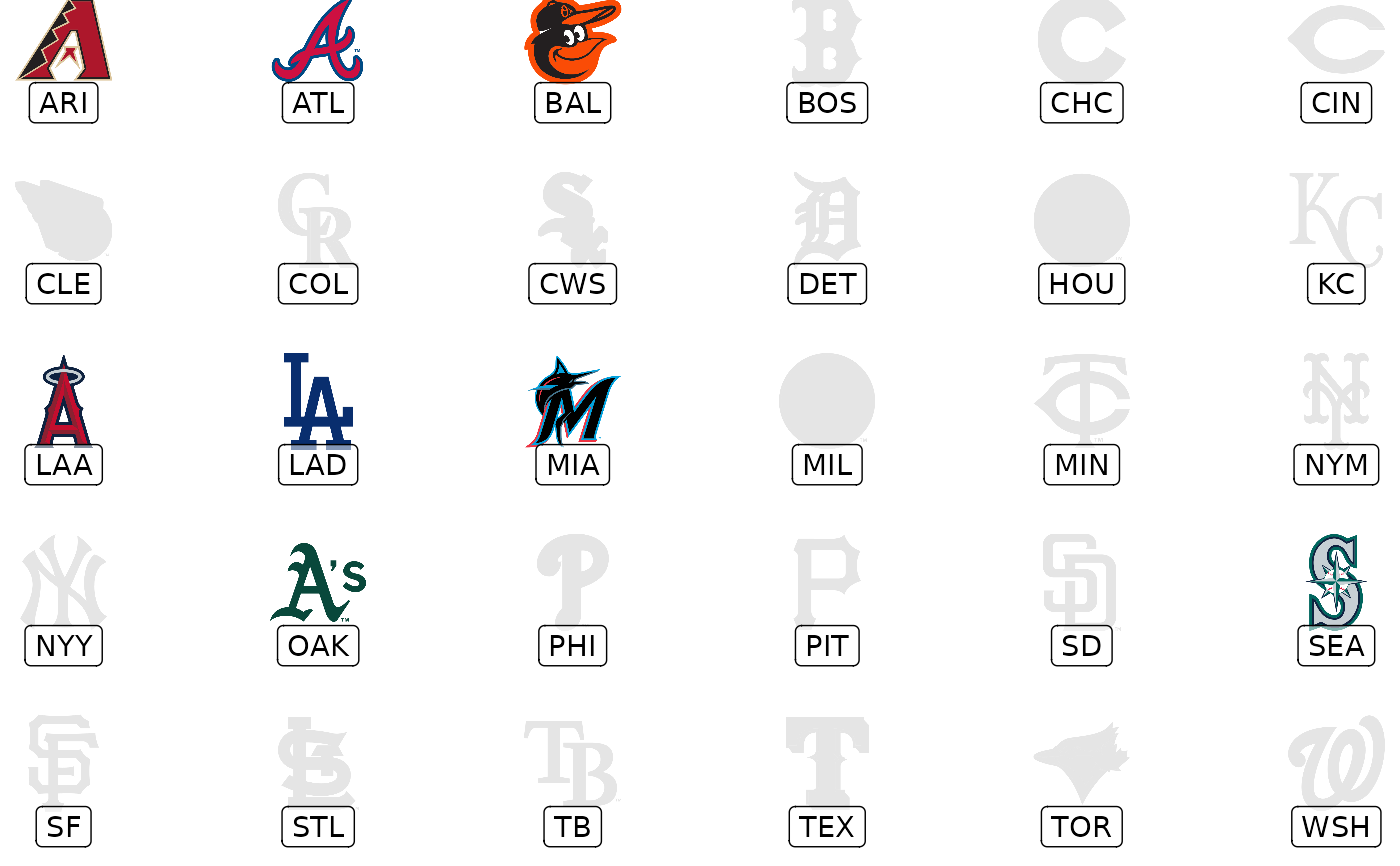 ARI ATL BAL BOS CHC CIN
CLE COL CWS DET HOU KC
LAA LAD MIA MIL MIN NYM
A's
NYY OAK PHI PIT SD SEA
SF STL TB TEX TOR WSH